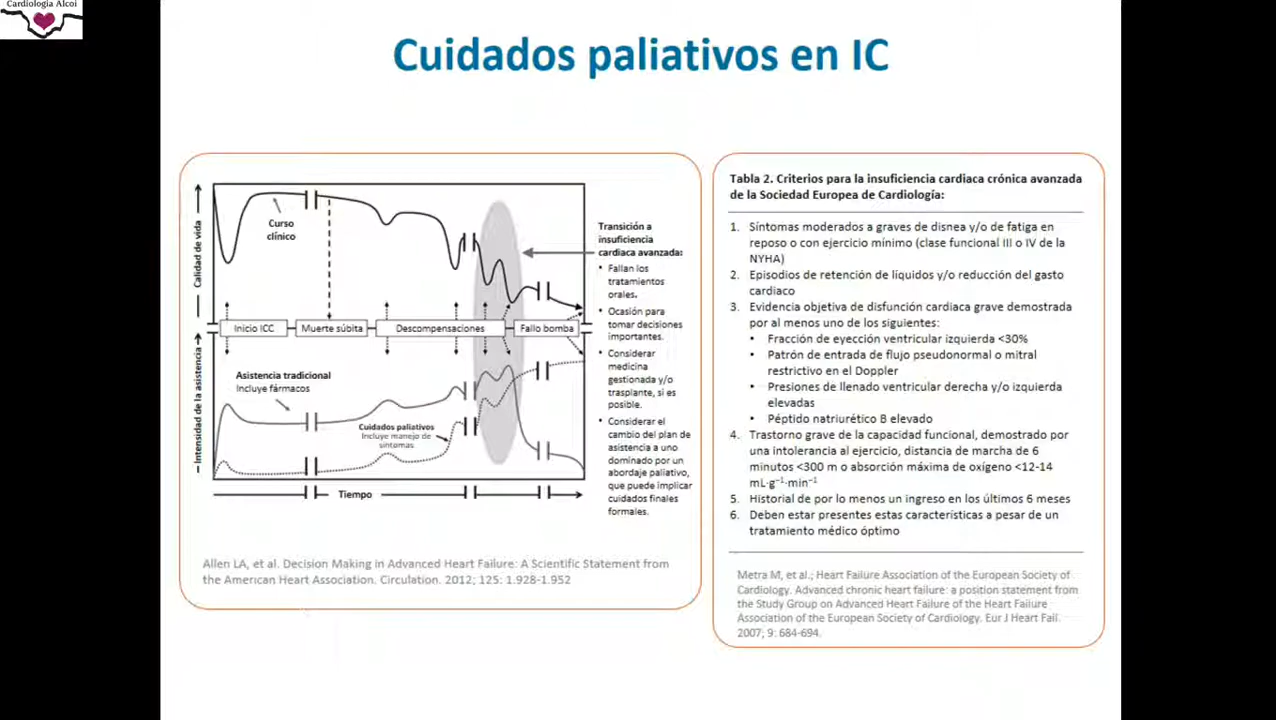 Cardiología Alcoi
Cuidados paliativos en IC
Calidad de vida
Curso
clínico
Inicio ICC
Muerte súbita
Descompensaciones
Fallo bomba
Intensidad de la asistencia
Asistencia tradicional
Incluye fármacos
Cuidados paliativos
Incluye manejo de
síntomas
Tiempo
Transición a
insuficiencia
cardiaca avanzada:
• Fallan los
tratamientos
orales.
• Ocasión para
tomar decisiones
importantes.
• Considerar
medicina
gestionada y/o
trasplante, si es
posible.
• Considerar el
cambio del plan de
asistencia a uno
dominado por un
abordaje paliativo,
que puede implicar
cuidados finales
formales.
Allen LA, et al. Decision Making in Advanced Heart Failure: A Scientific Statement from
the American Heart Association. Circulation. 2012; 125: 1.928-1.952
Tabla 2. Criterios para la insuficiencia cardiaca crónica avanzada
de la Sociedad Europea de Cardiología:
1. Síntomas moderados a graves de disnea y/o de fatiga en
reposo o con ejercicio mínimo (clase funcional III o IV de la
NYHA)
2. Episodios de retención de líquidos y/o reducción del gasto
cardiaco
3. Evidencia objetiva de disfunción cardiaca grave demostrada
por al menos uno de los siguientes:
• Fracción de eyección ventricular izquierda <30%
• Patrón de entrada de flujo pseudonormal o mitral
restrictivo en el Doppler
• Presiones de llenado ventricular derecha y/o izquierda
elevadas
• Péptido natriurético B elevado
4. Trastorno grave de la capacidad funcional, demostrado por
una intolerancia al ejercicio, distancia de marcha de 6
minutos <300 m o absorción máxima de oxígeno <12-14
mL·g⁻¹·min⁻¹
5. Historial de por lo menos un ingreso en los últimos 6 meses
6. Deben estar presentes estas características a pesar de un
tratamiento médico óptimo
Metra M, et al.; Heart Failure Association of the European Society of
Cardiology. Advanced chronic heart failure: a position statement from
the Study Group on Advanced Heart Failure of the Heart Failure
Association of the European Society of Cardiology. Eur J Heart Fail.
2007; 9: 684-694.